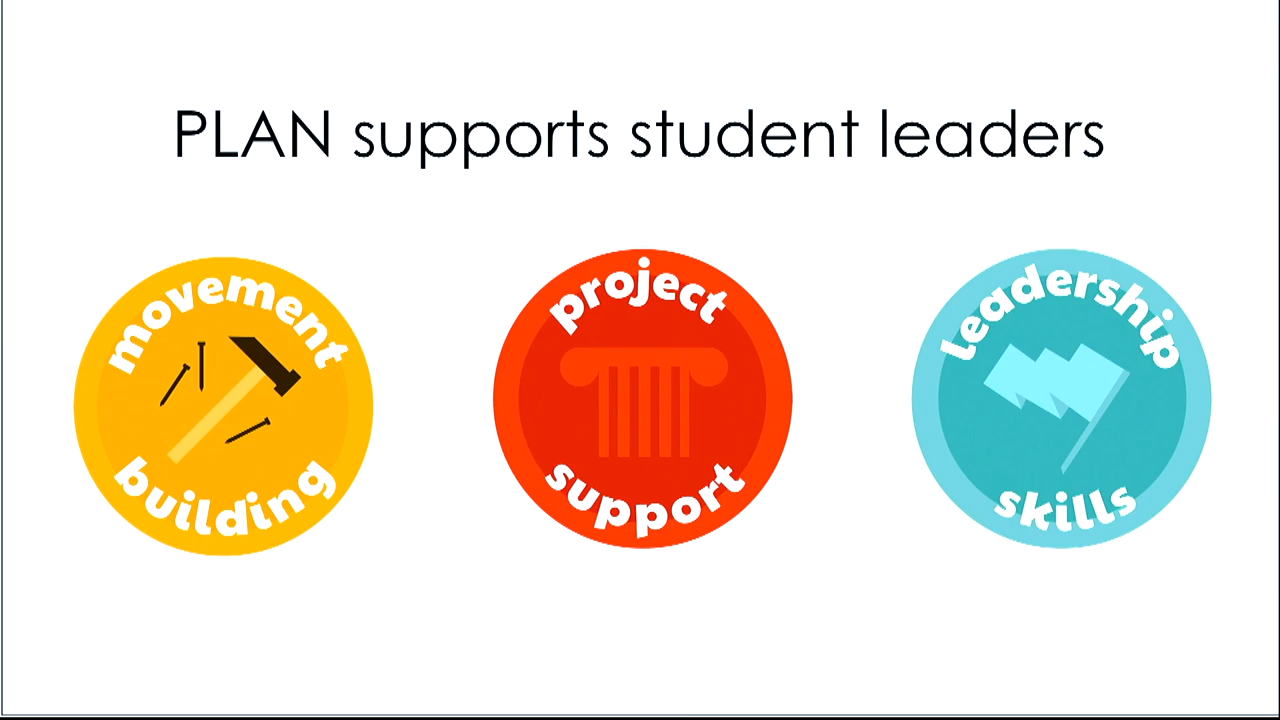 PLAN supports student leaders
movement
building
project
support
leadership
skills